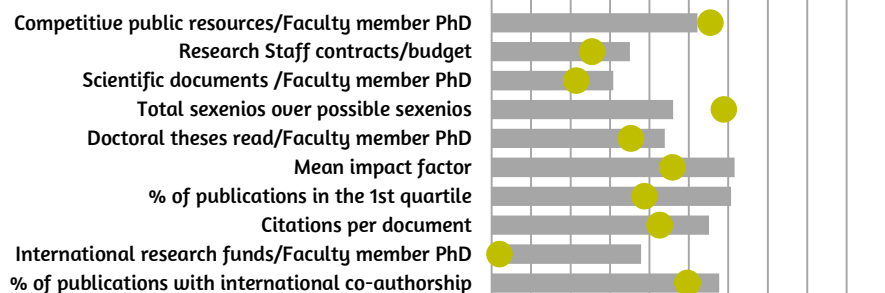 Competitive public resources/Faculty member PhD
Research Staff contracts/budget
Scientific documents /Faculty member PhD
Total sexenios over possible sexenios
Doctoral theses read/Faculty member PhD
Mean impact factor
% of publications in the 1st quartile
Citations per document
International research funds/Faculty member PhD
% of publications with international co-authorship